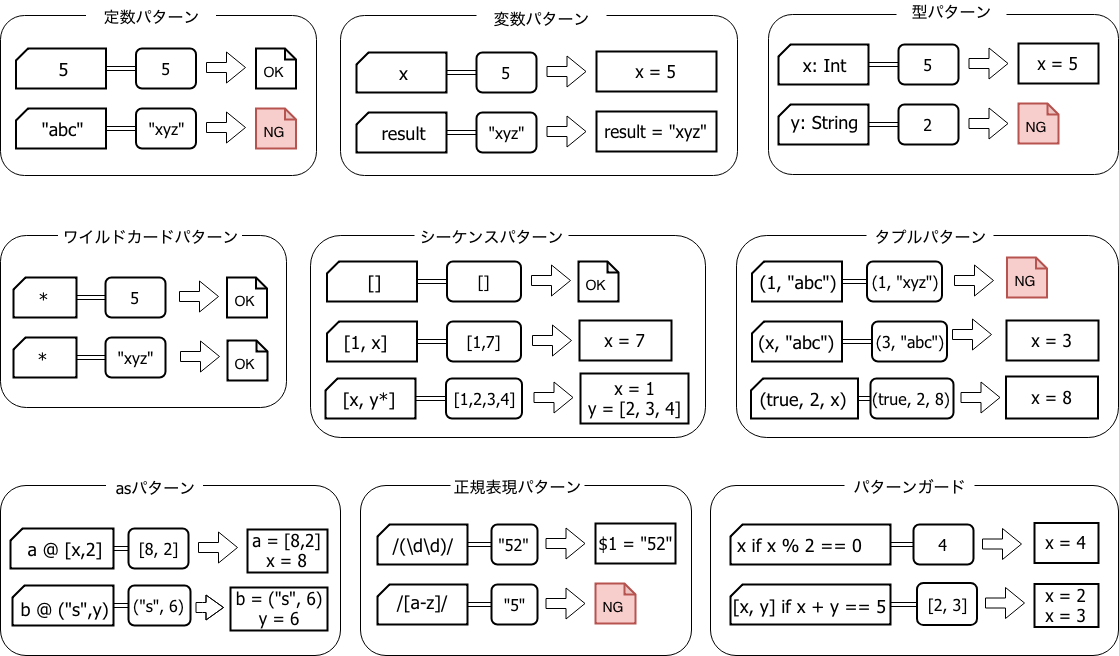 定数パターン
5 5 OK
"abc" "xyz" NG
変数パターン
x 5 x = 5
result "xyz" result = "xyz"
型パターン
x: Int 5 x = 5
y: String 2 NG
ワイルドカードパターン
* 5 OK
* "xyz" OK
シーケンスパターン
[] [] OK
[1, x] [1,7] x = 7
[x, y*] [1,2,3,4] x = 1
y = [2, 3, 4]
タプルパターン
(1, "abc") (1, "xyz") NG
(x, "abc") (3, "abc") x = 3
(true, 2, x) (true, 2, 8) x = 8
asパターン
a @ [x,2] [8, 2] a = [8,2]
x = 8
b @ ("s",y) ("s", 6) b = ("s", 6)
y = 6
正規表現パターン
/(\d\d)/ "52" $1 = "52"
/[a-z]/ "5" NG
パターンガード
x if x % 2 == 0 4 x = 4
[x, y] if x + y == 5 [2, 3] x = 2
x = 3